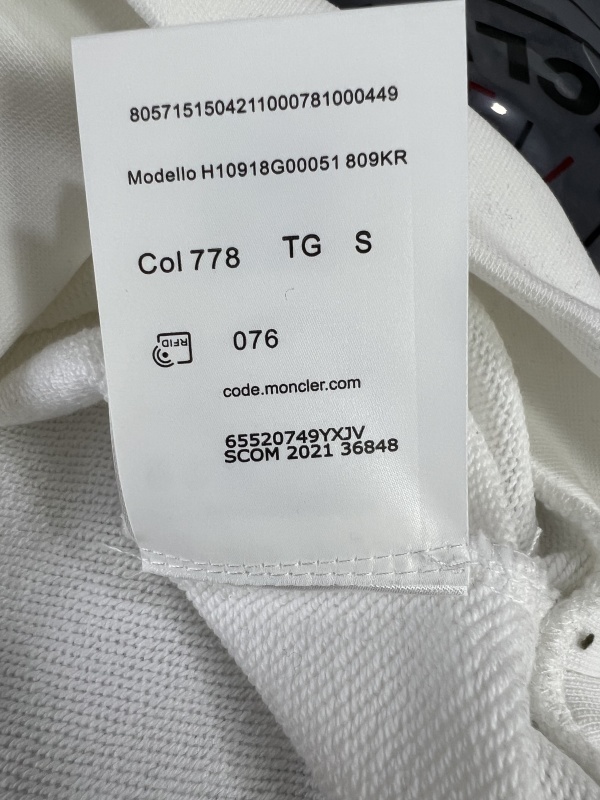 8057151504211000781000449
Modello H10918G00051 809KR
Col 778 TG S
RFID 076
code.moncler.com
65520749YXJV
SCOM 2021 36848